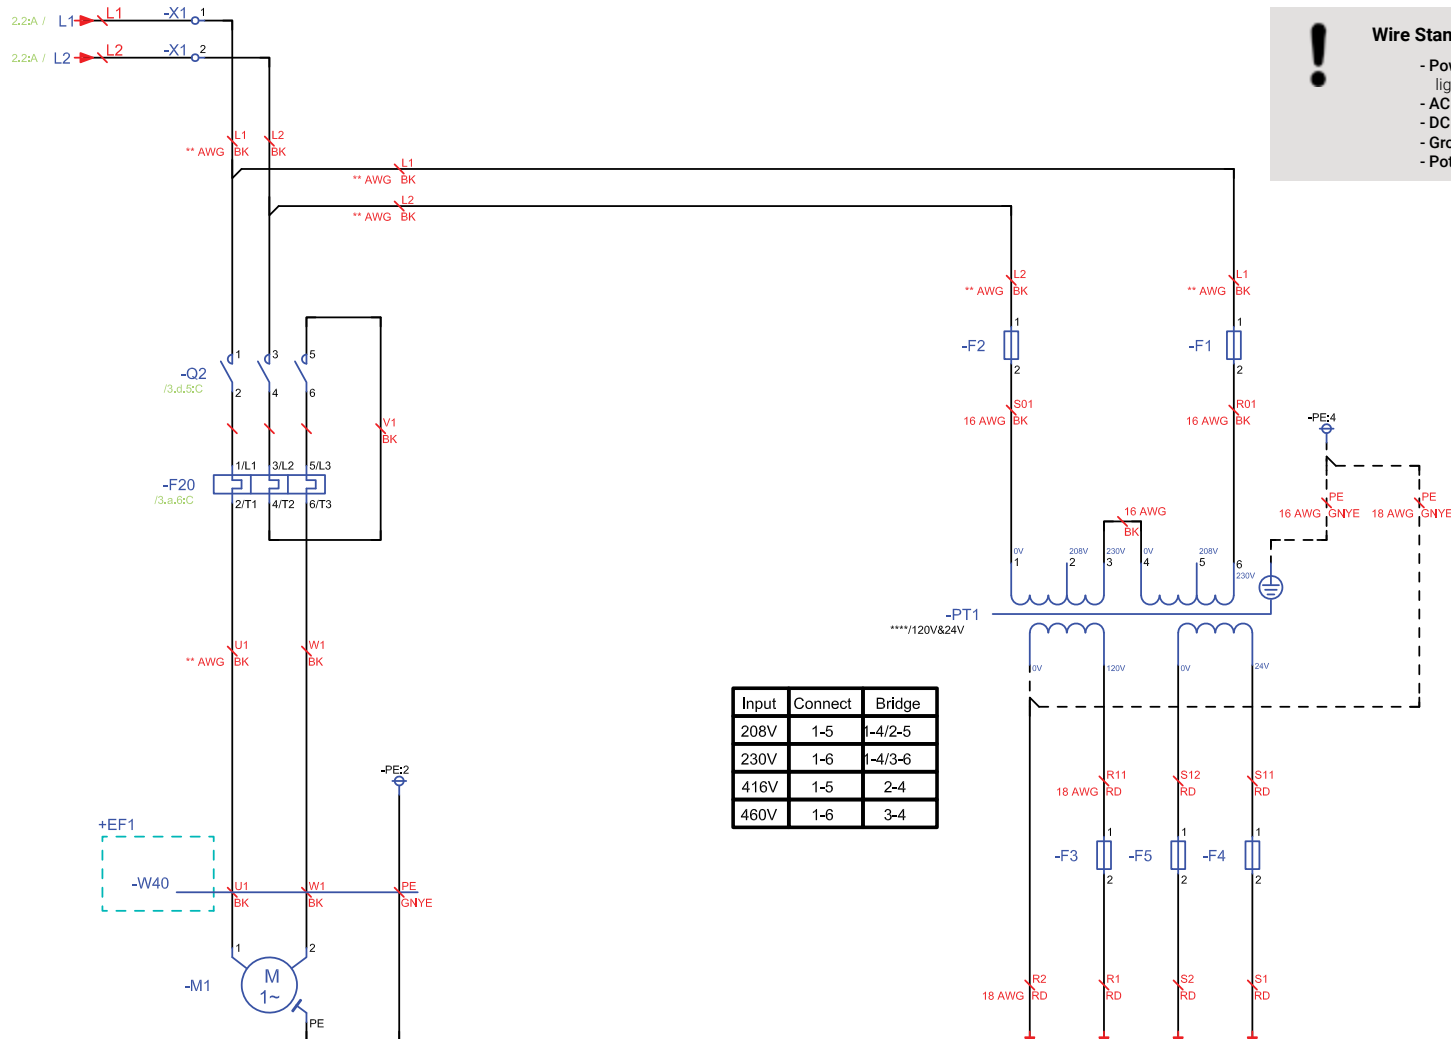 2.2:A / L1 L1 -X1 1
2.2:A / L2 L2 -X1 2
Wire Stan
- Pow
lig
- AC
- DC
- Gro
- Pot
L1 L2
** AWG BK BK
L1
** AWG BK
L2
** AWG BK
L2 L1
** AWG BK ** AWG BK
1 1
-F2 -F1
2 2
-Q2 1 3 5
/3.d.5:C 2 4 6
S01 R01
16 AWG BK 16 AWG BK
V1
BK
-PE:4
1/L1 3/L2 5/L3
-F20
/3.a.6:C 2/T1 4/T2 6/T3
PE PE
16 AWG GNYE 18 AWG GNYE
16 AWG
BK
0V 208V 230V 0V 208V 6
1 2 3 4 5 230V
-PT1
****/120V&24V
U1 W1
** AWG BK BK
0V 120V 0V 24V
Input Connect Bridge
208V 1-5 1-4/2-5
230V 1-6 1-4/3-6
416V 1-5 2-4
460V 1-6 3-4
-PE:2
R11 S12 S11
18 AWG RD RD RD
1 1 1
-F3 -F5 -F4
2 2 2
+EF1
-W40
U1 W1 PE
BK BK GNYE
1 2
-M1 M
1~
PE
R2 R1 S2 S1
18 AWG RD RD RD RD